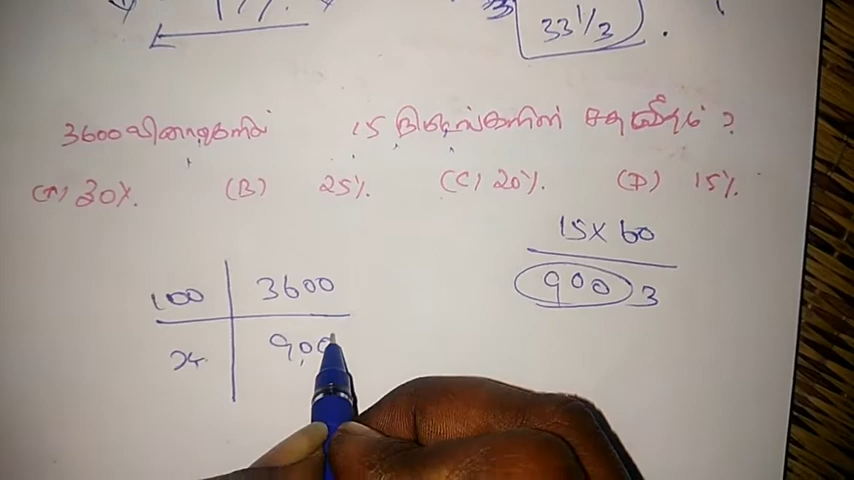 33 1/3
3600 வினாடிகளில் 15 நிமிடங்களின் சதவீதம் ?
(A) 30%. (B) 25%. (C) 20%. (D) 15%.
15 x 60
900 3
100 3600
x 900